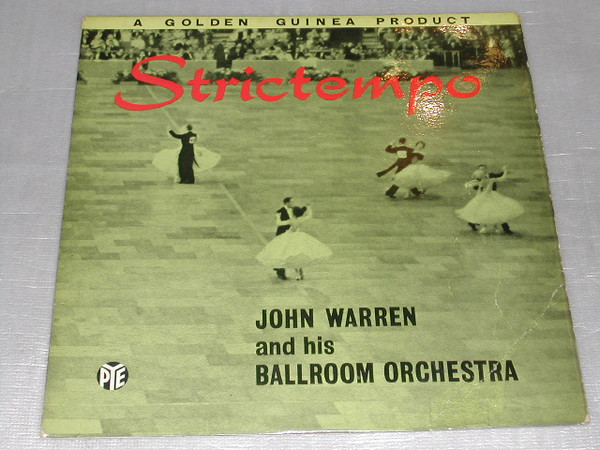 A GOLDEN GUINEA PRODUCT
Strictempo
JOHN WARREN
and his
BALLROOM ORCHESTRA
PYE